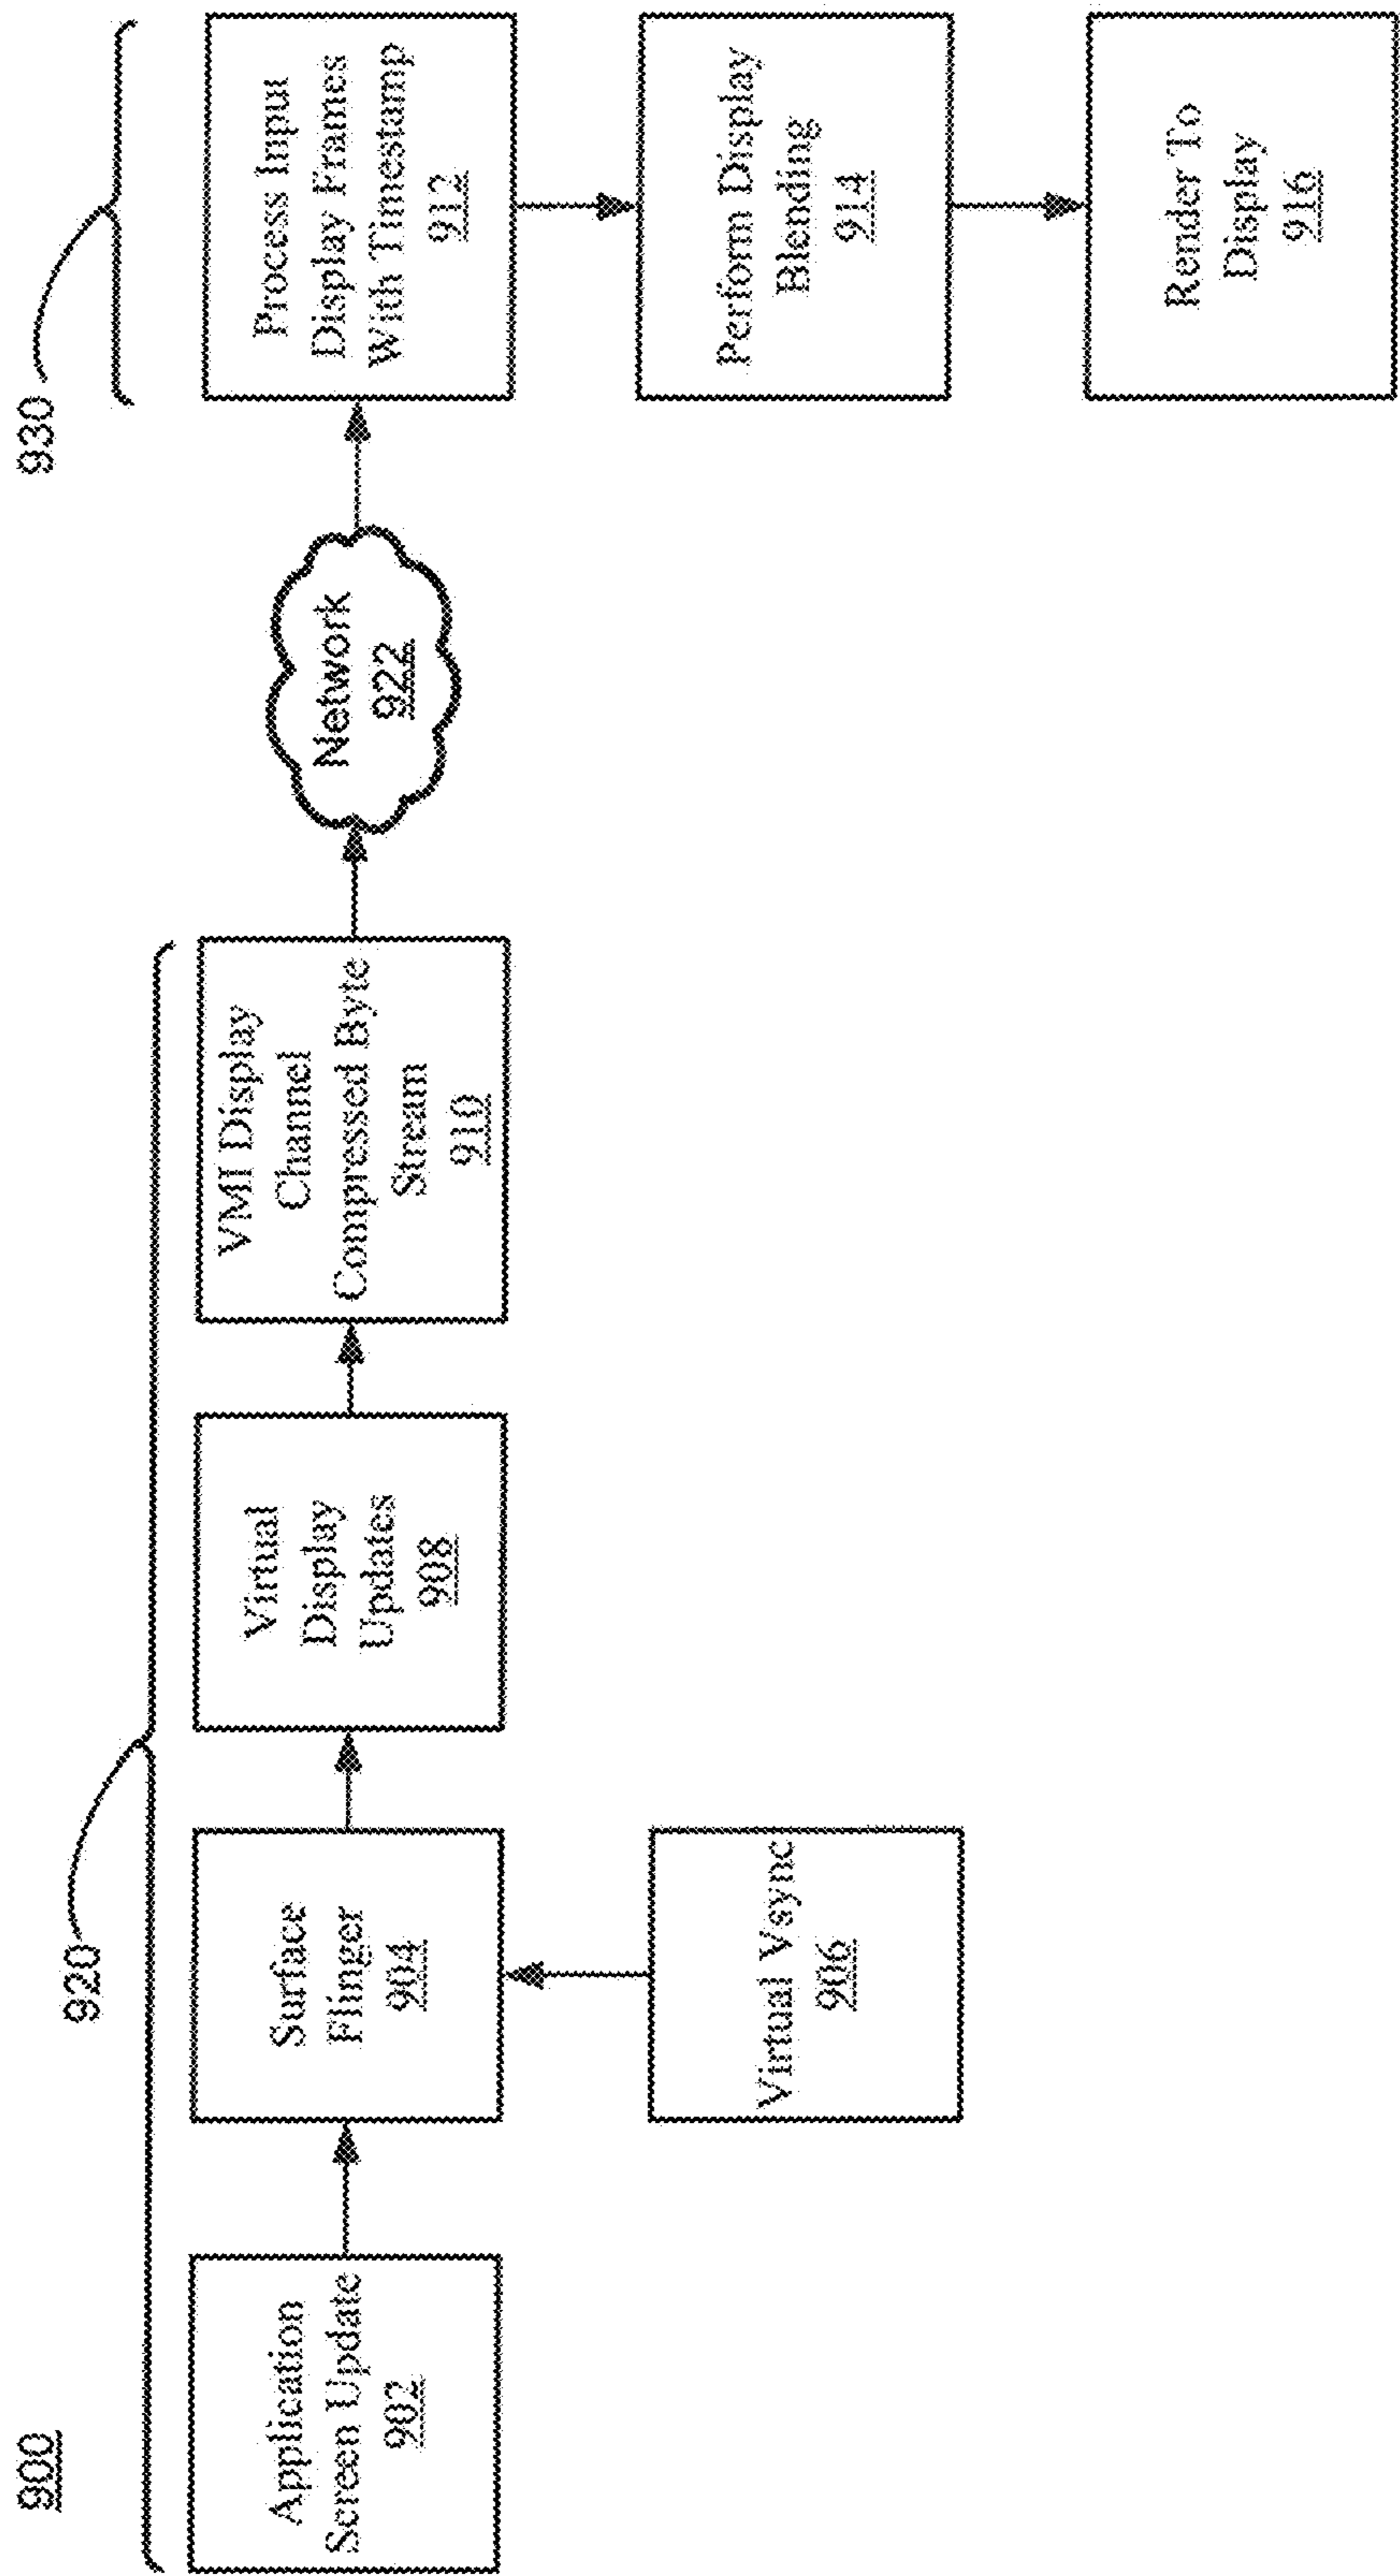 900
920
930
Application
Screen Update
902
Surface
Flinger
904
Virtual Vsync
906
Virtual
Display
Updates
908
VMI Display
Channel
Compressed Byte
Stream
910
Network
922
Process Input
Display Frames
With Timestamp
912
Perform Display
Blending
914
Render To
Display
916